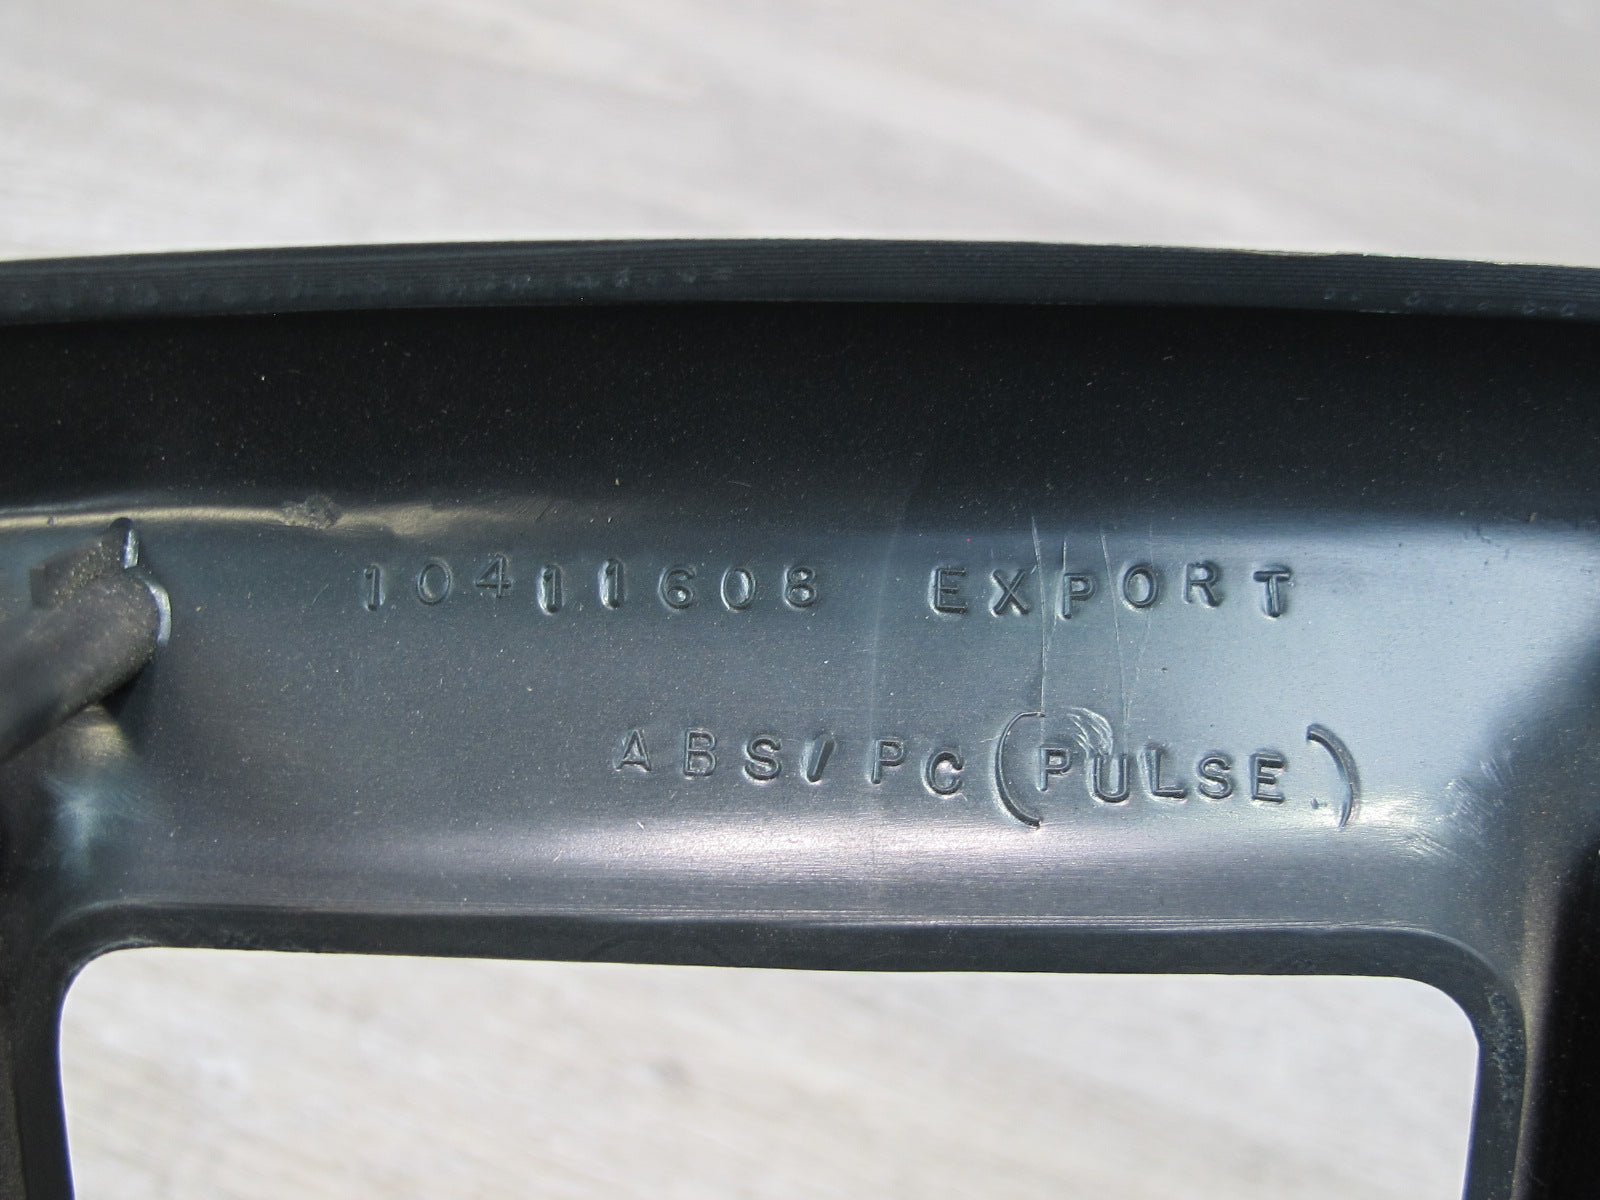 10411608 EXPORT
ABS/PC (PULSE)